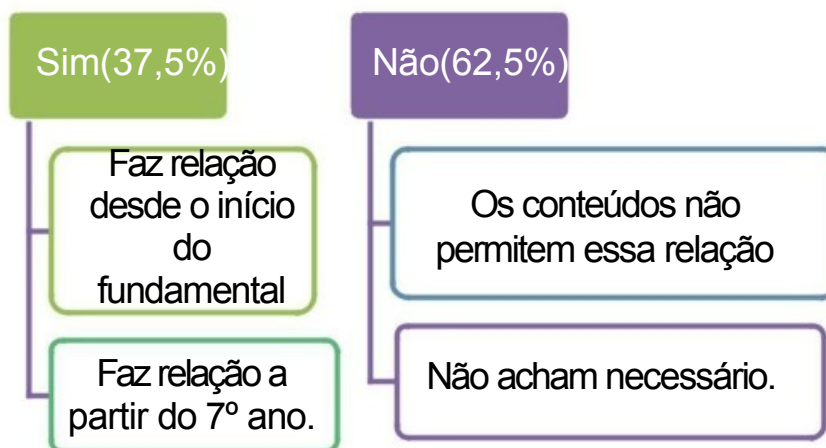 Sim(37,5%)
Faz relação
desde o início
do
fundamental
Faz relação a
partir do 7º ano.
Não(62,5%)
Os conteúdos não
permitem essa relação
Não acham necessário.